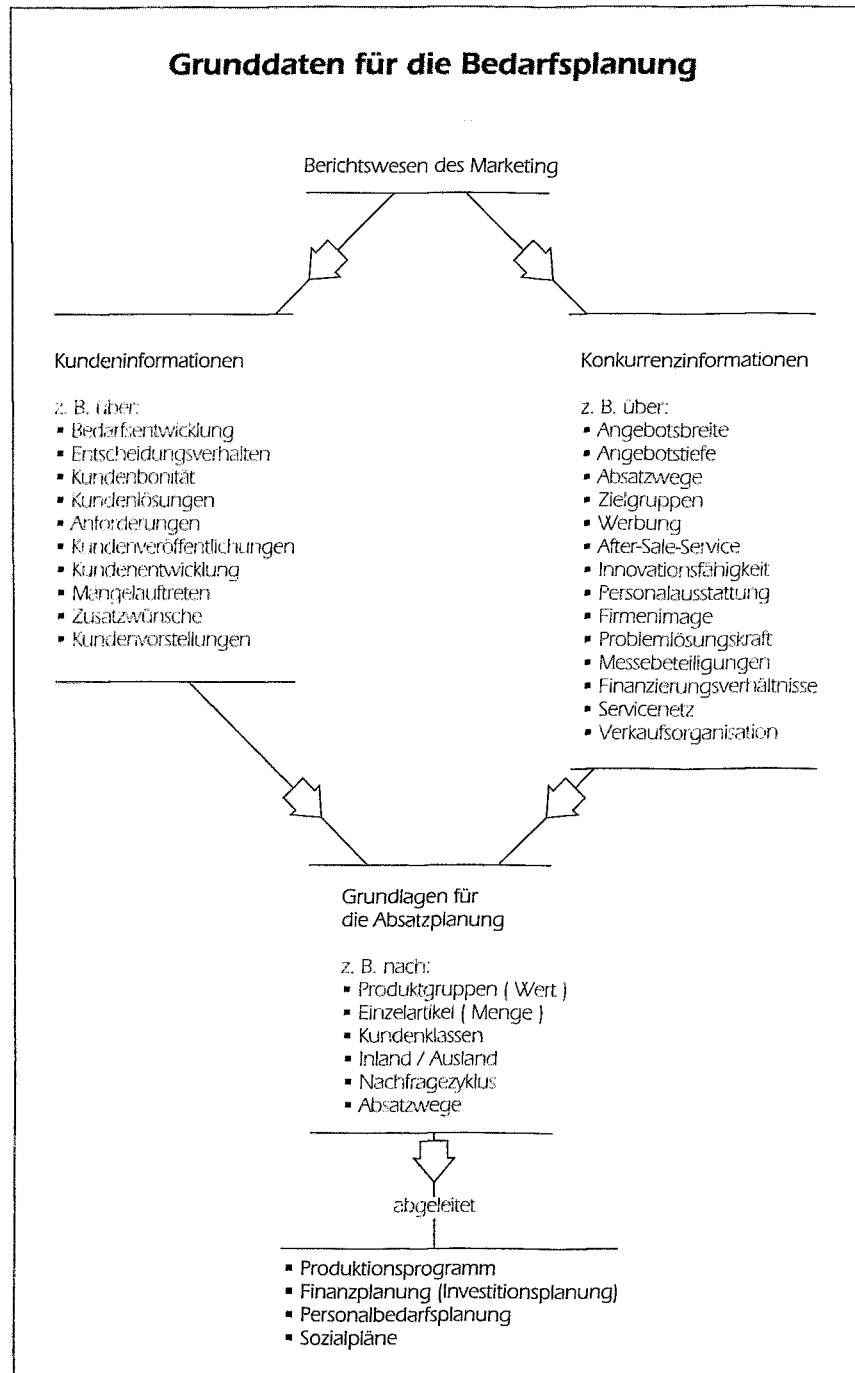 Grunddaten für die Bedarfsplanung
Berichtswesen des Marketing
Kundeninformationen
z. B. über:
▪ Bedarfsentwicklung
▪ Entscheidungsverhalten
▪ Kundenbonität
▪ Kundenlösungen
▪ Anforderungen
▪ Kundenveröffentlichungen
▪ Kundenentwicklung
▪ Mangelauftreten
▪ Zusatzwünsche
▪ Kundenvorstellungen
Konkurrenzinformationen
z. B. über:
▪ Angebotsbreite
▪ Angebotstiefe
▪ Absatzwege
▪ Zielgruppen
▪ Werbung
▪ After-Sale-Service
▪ Innovationsfähigkeit
▪ Personalausstattung
▪ Firmenimage
▪ Problemlösungskraft
▪ Messebeteiligungen
▪ Finanzierungsverhältnisse
▪ Servicenetz
▪ Verkaufsorganisation
Grundlagen für
die Absatzplanung
z. B. nach:
▪ Produktgruppen ( Wert )
▪ Einzelartikel ( Menge )
▪ Kundenklassen
▪ Inland / Ausland
▪ Nachfragezyklus
▪ Absatzwege
abgeleitet
▪ Produktionsprogramm
▪ Finanzplanung (Investitionsplanung)
▪ Personalbedarfsplanung
▪ Sozialpläne